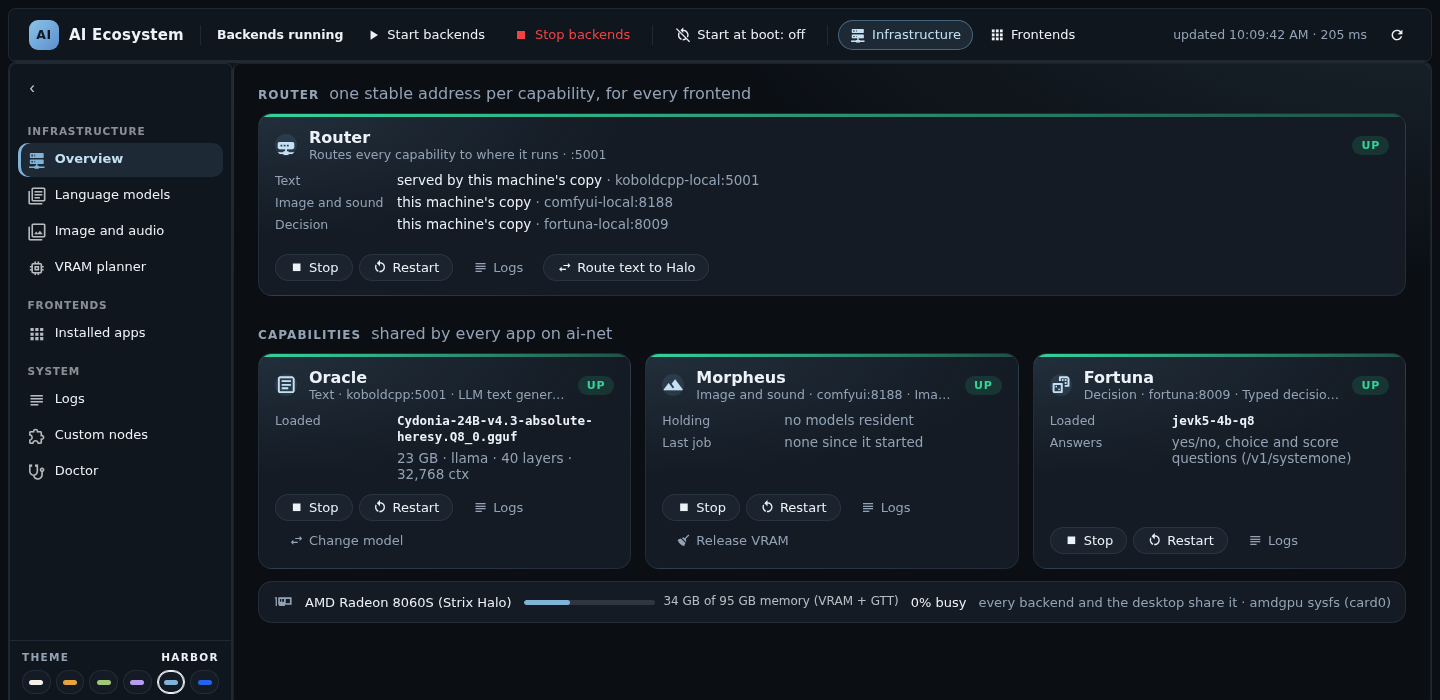 AI AI Ecosystem Backends running Start backends Stop backends Start at boot: off Infrastructure Frontends updated 10:09:42 AM · 205 ms
‹
INFRASTRUCTURE
Overview
Language models
Image and audio
VRAM planner
FRONTENDS
Installed apps
SYSTEM
Logs
Custom nodes
Doctor
THEME HARBOR
ROUTER one stable address per capability, for every frontend
Router
Routes every capability to where it runs · :5001
UP
Text served by this machine's copy · koboldcpp-local:5001
Image and sound this machine's copy · comfyui-local:8188
Decision this machine's copy · fortuna-local:8009
Stop Restart Logs Route text to Halo
CAPABILITIES shared by every app on ai-net
Oracle
Text · koboldcpp:5001 · LLM text gener…
UP
Loaded Cydonia-24B-v4.3-absolute-
heresy.Q8_0.gguf
23 GB · llama · 40 layers ·
32,768 ctx
Stop Restart Logs
Change model
Morpheus
Image and sound · comfyui:8188 · Ima…
UP
Holding no models resident
Last job none since it started
Stop Restart Logs
Release VRAM
Fortuna
Decision · fortuna:8009 · Typed decisio…
UP
Loaded jevk5-4b-q8
Answers yes/no, choice and score
questions (/v1/systemone)
Stop Restart Logs
AMD Radeon 8060S (Strix Halo) 34 GB of 95 GB memory (VRAM + GTT) 0% busy every backend and the desktop share it · amdgpu sysfs (card0)